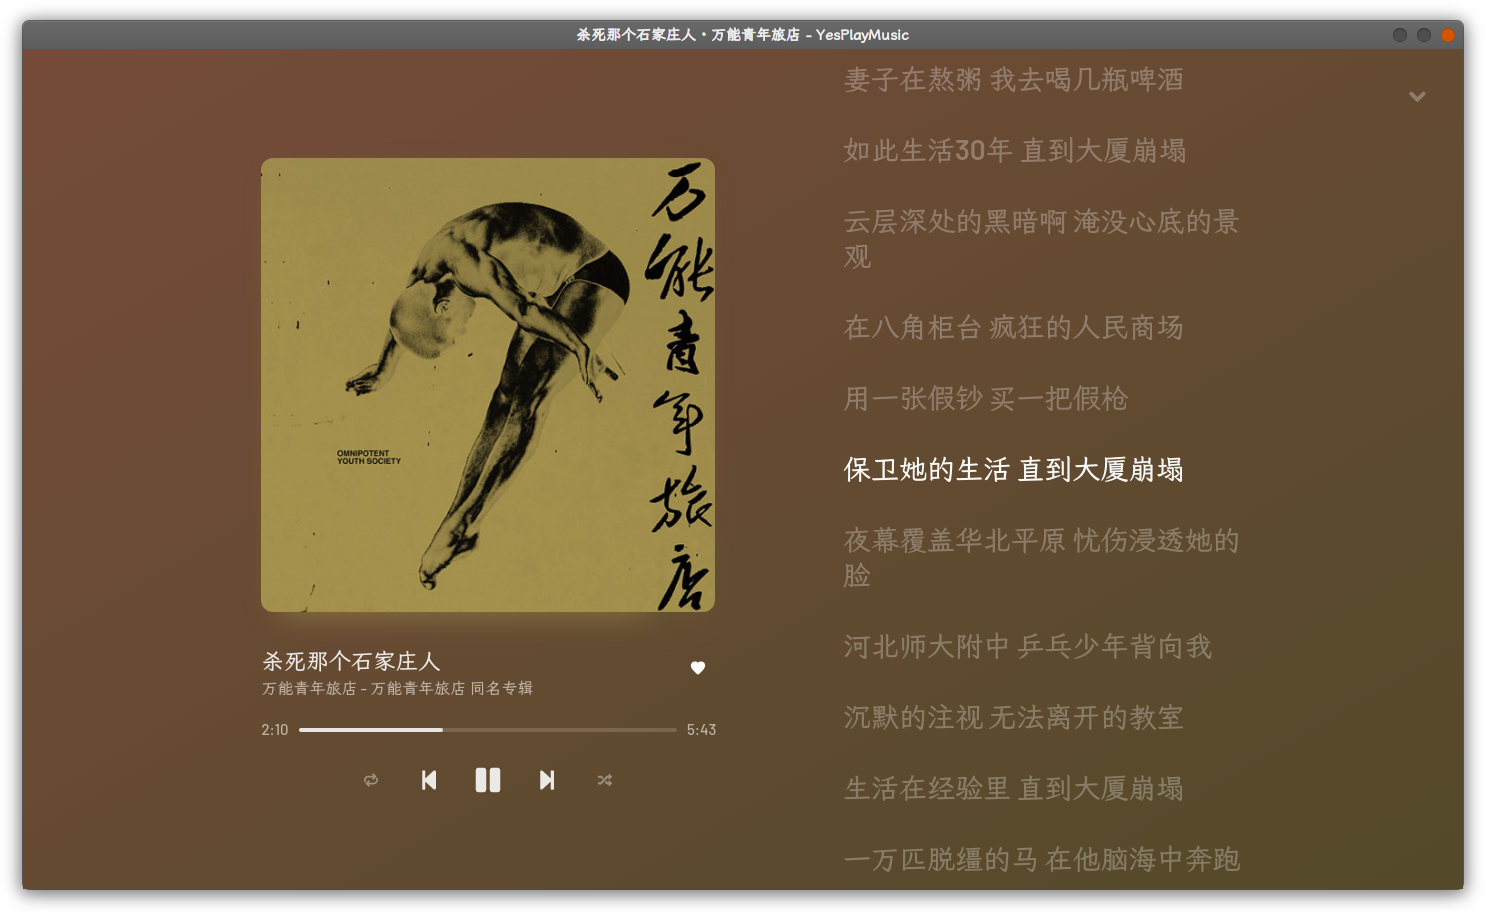 杀死那个石家庄人 · 万能青年旅店 - YesPlayMusic
万能青年旅店
OMNIPOTENT
YOUTH SOCIETY
杀死那个石家庄人
万能青年旅店 - 万能青年旅店 同名专辑
2:10
5:43
妻子在熬粥 我去喝几瓶啤酒
如此生活30年 直到大厦崩塌
云层深处的黑暗啊 淹没心底的景
观
在八角柜台 疯狂的人民商场
用一张假钞 买一把假枪
保卫她的生活 直到大厦崩塌
夜幕覆盖华北平原 忧伤浸透她的
脸
河北师大附中 乒乓少年背向我
沉默的注视 无法离开的教室
生活在经验里 直到大厦崩塌
一万匹脱缰的马 在他脑海中奔跑